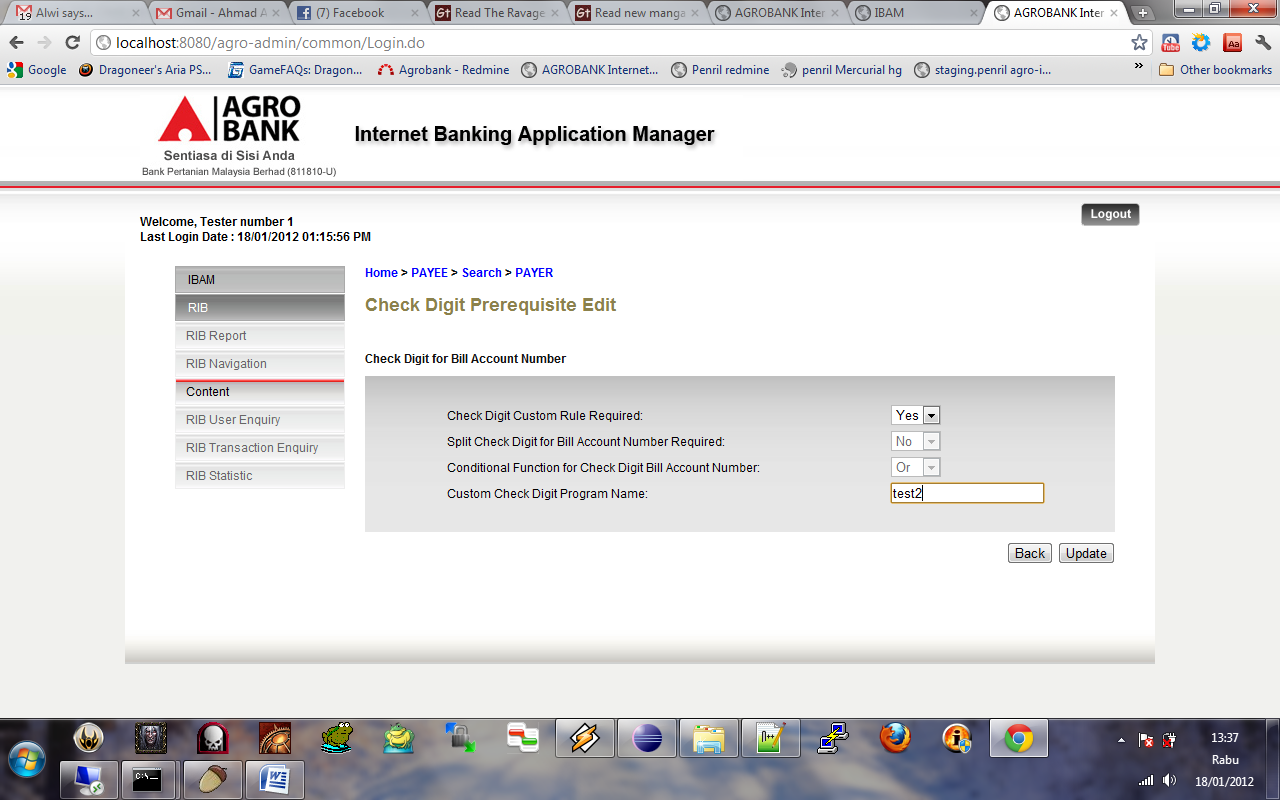 19 Alwi says...
Gmail - Ahmad A
(7) Facebook
Read The Ravage
Read new manga
AGROBANK Inter
IBAM
AGROBANK Inter
localhost:8080/agro-admin/common/Login.do
You Tube
Aa
Google
Dragoneer's Aria PS...
GameFAQs: Dragon...
Agrobank - Redmine
AGROBANK Internet...
Penril redmine
penril Mercurial hg
staging.penril agro-i...
»
Other bookmarks
AGRO
BANK
Sentiasa di Sisi Anda
Bank Pertanian Malaysia Berhad (811810-U)
Internet Banking Application Manager
Welcome, Tester number 1
Last Login Date : 18/01/2012 01:15:56 PM
Logout
IBAM
RIB
RIB Report
RIB Navigation
Content
RIB User Enquiry
RIB Transaction Enquiry
RIB Statistic
Home > PAYEE > Search > PAYER
Check Digit Prerequisite Edit
Check Digit for Bill Account Number
Check Digit Custom Rule Required: Yes
Split Check Digit for Bill Account Number Required: No
Conditional Function for Check Digit Bill Account Number: Or
Custom Check Digit Program Name: test2
Back Update
13:37
Rabu
18/01/2012